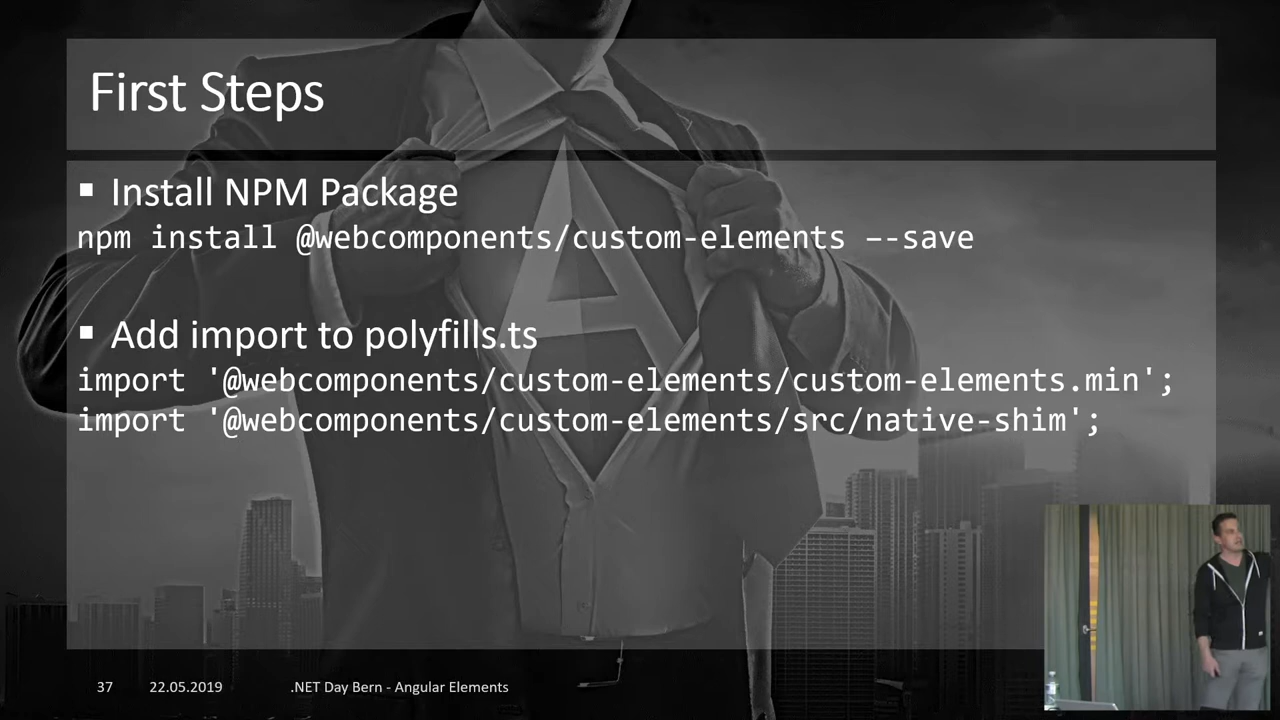 First Steps
▪ Install NPM Package
npm install @webcomponents/custom-elements –-save
▪ Add import to polyfills.ts
import '@webcomponents/custom-elements/custom-elements.min';
import '@webcomponents/custom-elements/src/native-shim';
A
37 22.05.2019 .NET Day Bern - Angular Elements